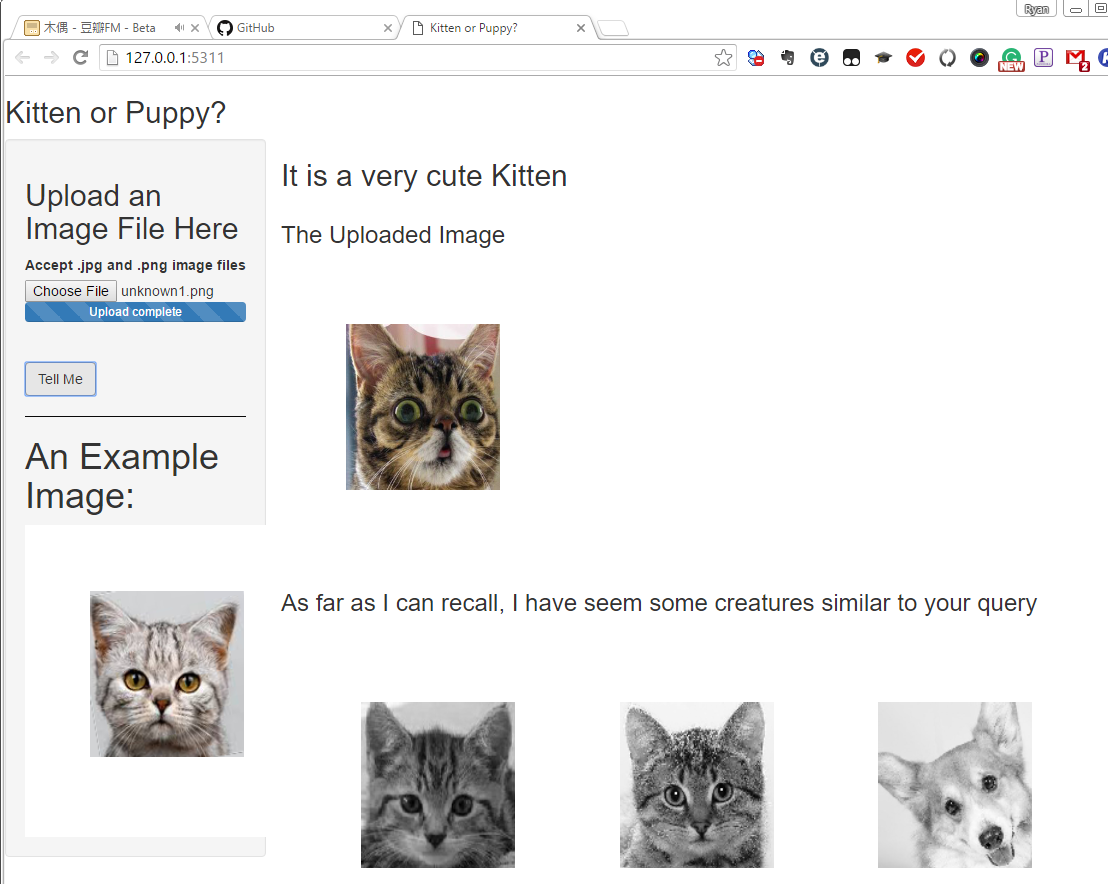 Ryan
木偶 - 豆瓣FM - Beta
GitHub
Kitten or Puppy?
127.0.0.1:5311
NEW
P
2
Kitten or Puppy?
Upload an
Image File Here
Accept .jpg and .png image files
Choose File unknown1.png
Upload complete
Tell Me
An Example
Image:
It is a very cute Kitten
The Uploaded Image
As far as I can recall, I have seem some creatures similar to your query